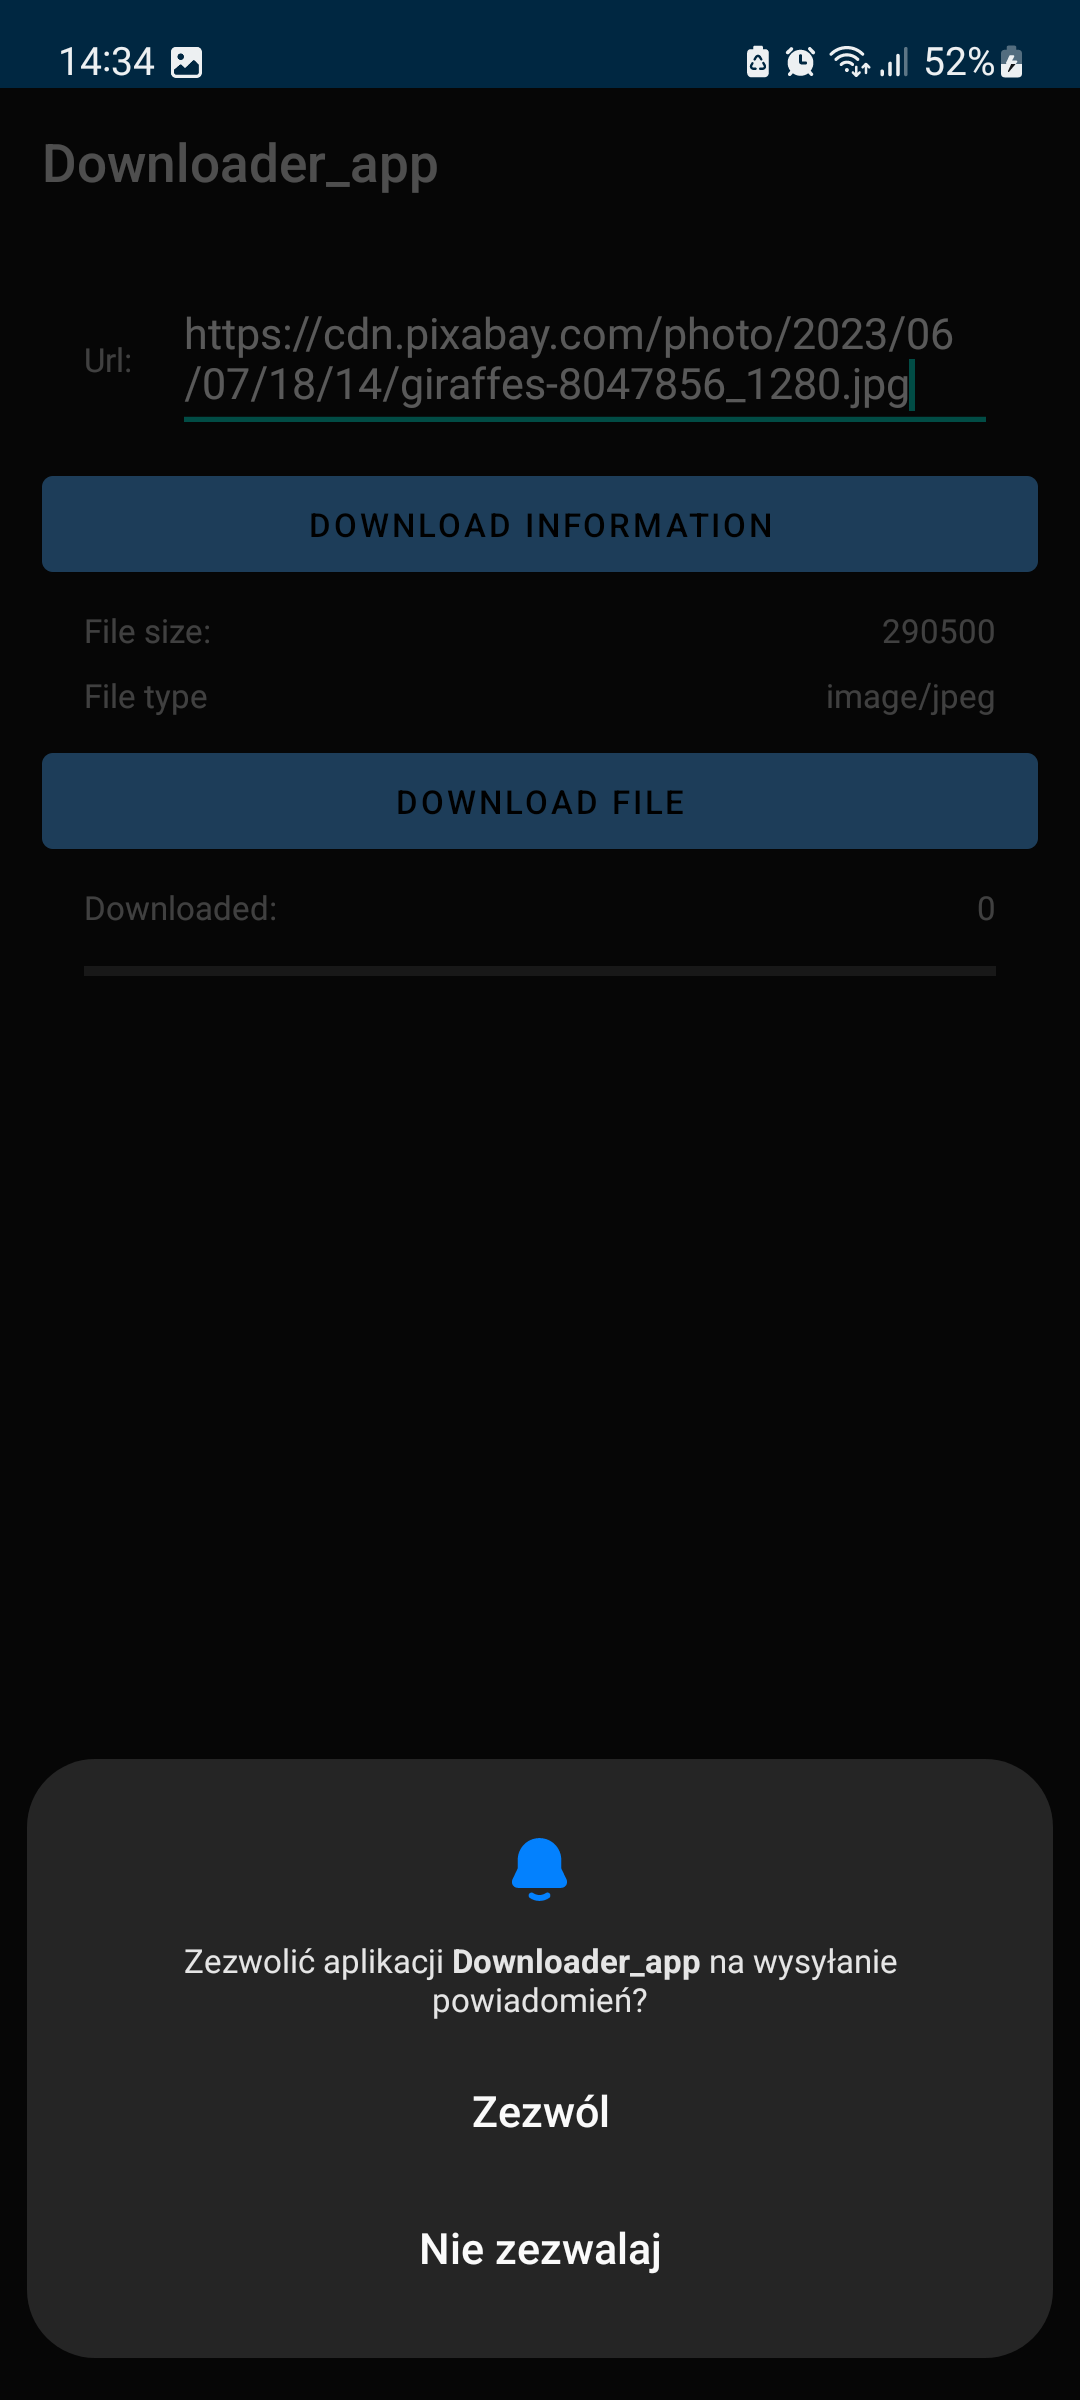 14:34
52%
Downloader_app
Url:
https://cdn.pixabay.com/photo/2023/06
/07/18/14/giraffes-8047856_1280.jpg
DOWNLOAD INFORMATION
File size: 290500
File type image/jpeg
DOWNLOAD FILE
Downloaded: 0
Zezwolić aplikacji Downloader_app na wysyłanie
powiadomień?
Zezwól
Nie zezwalaj